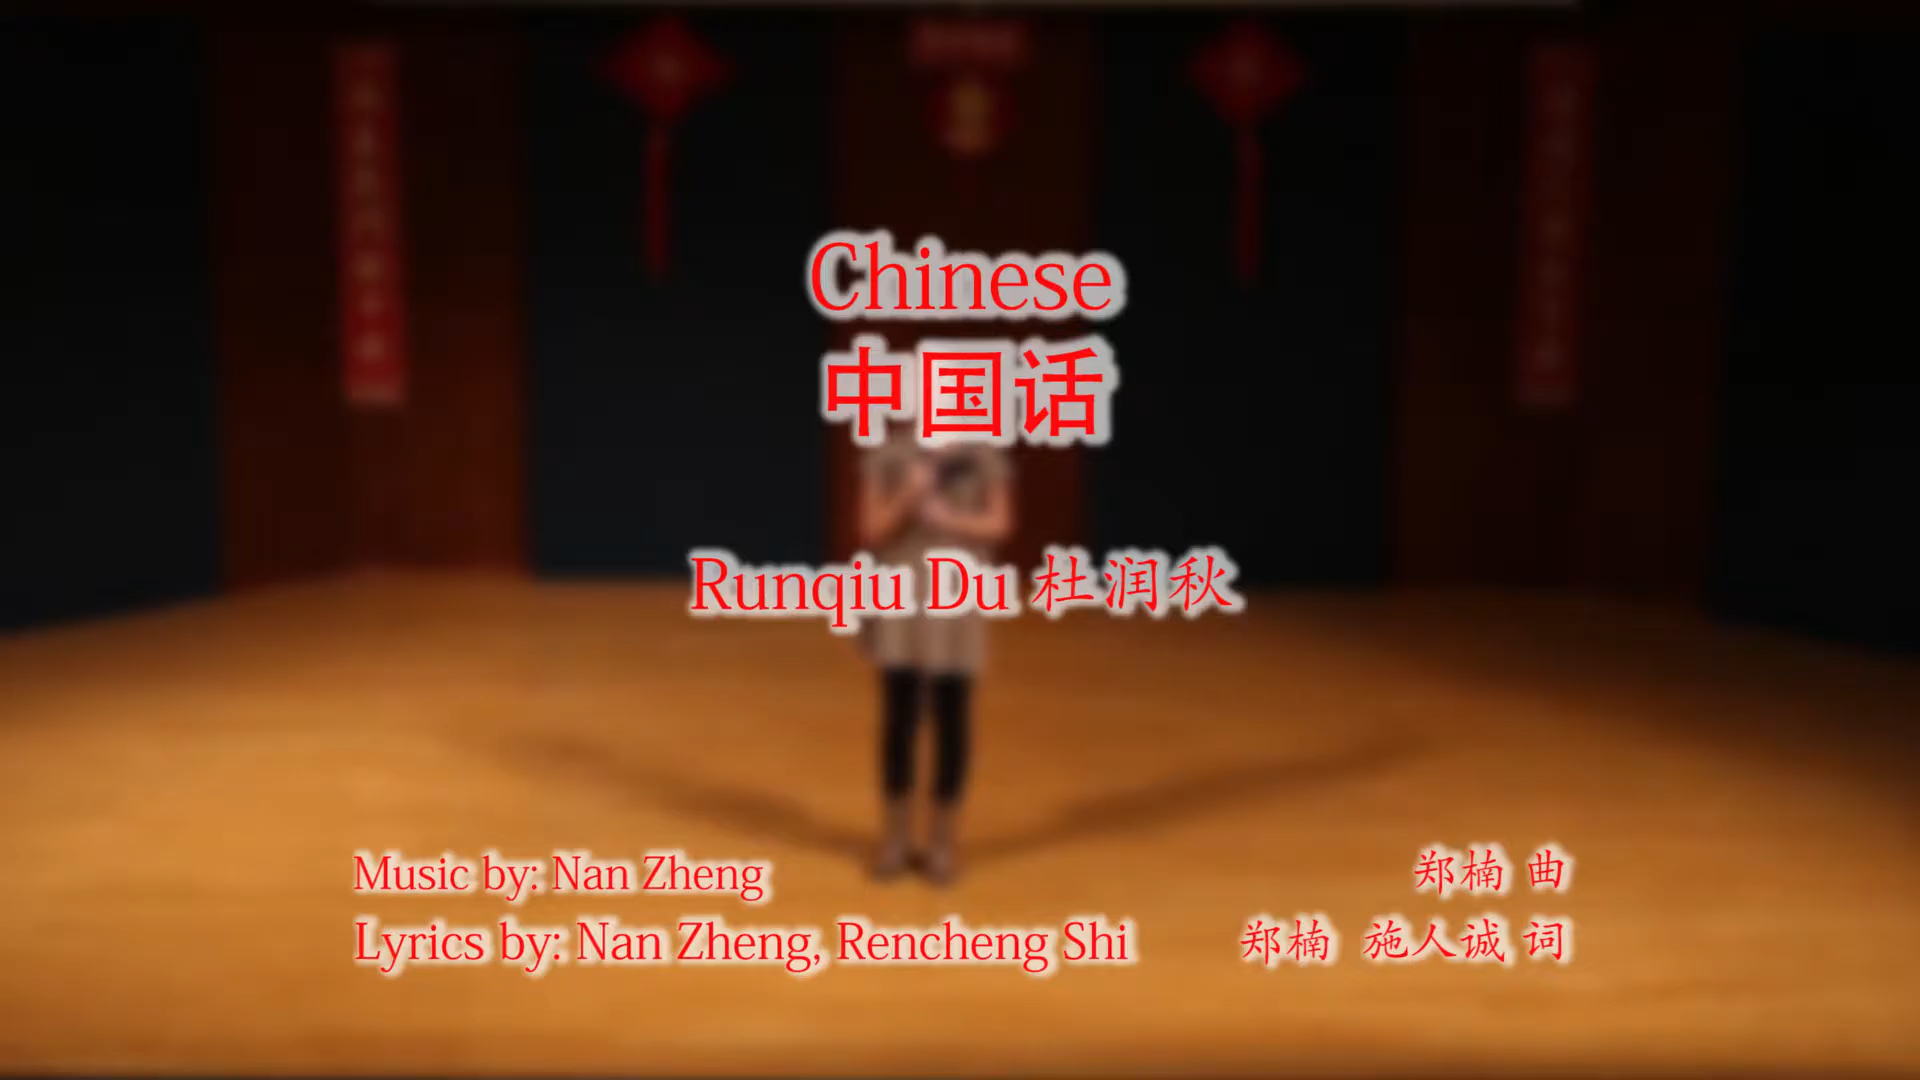 Chinese
中国话
Runqiu Du 杜润秋
Music by: Nan Zheng 郑楠 曲
Lyrics by: Nan Zheng, Rencheng Shi 郑楠 施人诚 词